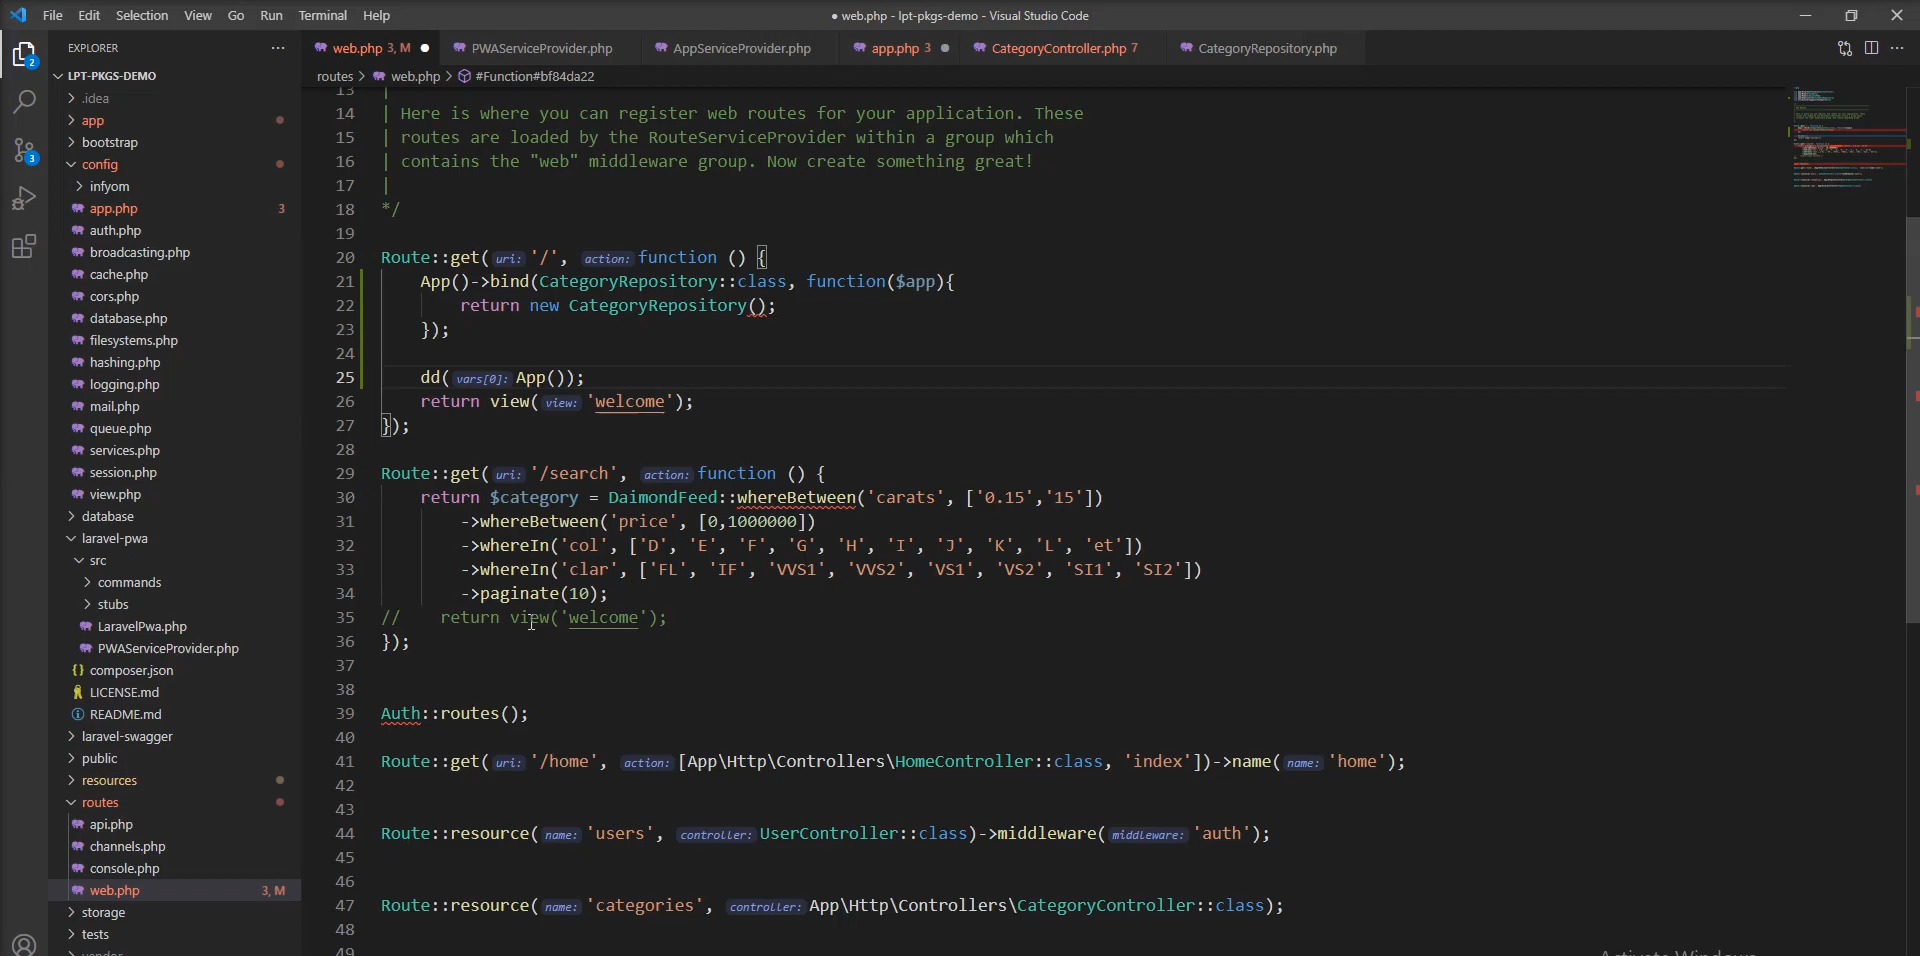 File Edit Selection View Go Run Terminal Help
● web.php - lpt-pkgs-demo - Visual Studio Code
EXPLORER
web.php 3, M
PWAServiceProvider.php
AppServiceProvider.php
app.php 3
CategoryController.php 7
CategoryRepository.php
routes > web.php > #Function#bf84da22
2
3
LPT-PKGS-DEMO
.idea
app
bootstrap
config
infyom
app.php 3
auth.php
broadcasting.php
cache.php
cors.php
database.php
filesystems.php
hashing.php
logging.php
mail.php
queue.php
services.php
session.php
view.php
database
laravel-pwa
src
commands
stubs
LaravelPwa.php
PWAServiceProvider.php
composer.json
LICENSE.md
README.md
laravel-swagger
public
resources
routes
api.php
channels.php
console.php
web.php 3, M
storage
tests
13 |
14 | Here is where you can register web routes for your application. These
15 | routes are loaded by the RouteServiceProvider within a group which
16 | contains the "web" middleware group. Now create something great!
17 |
18 */
19
20 Route::get(uri: '/', action: function () {
21 App()->bind(CategoryRepository::class, function($app){
22 return new CategoryRepository();
23 });
24
25 dd(vars[0]: App());
26 return view(view: 'welcome');
27 });
28
29 Route::get(uri: '/search', action: function () {
30 return $category = DaimondFeed::whereBetween('carats', ['0.15','15'])
31 ->whereBetween('price', [0,1000000])
32 ->whereIn('col', ['D', 'E', 'F', 'G', 'H', 'I', 'J', 'K', 'L', 'et'])
33 ->whereIn('clar', ['FL', 'IF', 'VVS1', 'VVS2', 'VS1', 'VS2', 'SI1', 'SI2'])
34 ->paginate(10);
35 // return view('welcome');
36 });
37
38
39 Auth::routes();
40
41 Route::get(uri: '/home', action: [App\Http\Controllers\HomeController::class, 'index'])->name(name: 'home');
42
43
44 Route::resource(name: 'users', controller: UserController::class)->middleware(middleware: 'auth');
45
46
47 Route::resource(name: 'categories', controller: App\Http\Controllers\CategoryController::class);
48
49